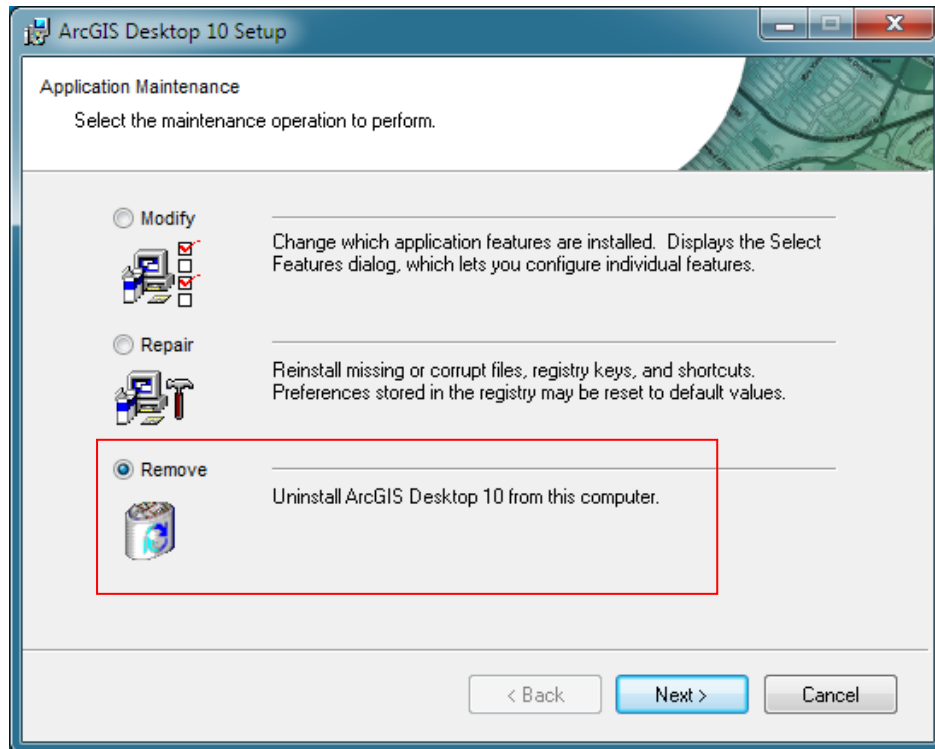 ArcGIS Desktop 10 Setup
Application Maintenance
Select the maintenance operation to perform.
Modify
Change which application features are installed.  Displays the Select
Features dialog, which lets you configure individual features.
Repair
Reinstall missing or corrupt files, registry keys, and shortcuts.
Preferences stored in the registry may be reset to default values.
Remove
Uninstall ArcGIS Desktop 10 from this computer.
< Back
Next >
Cancel